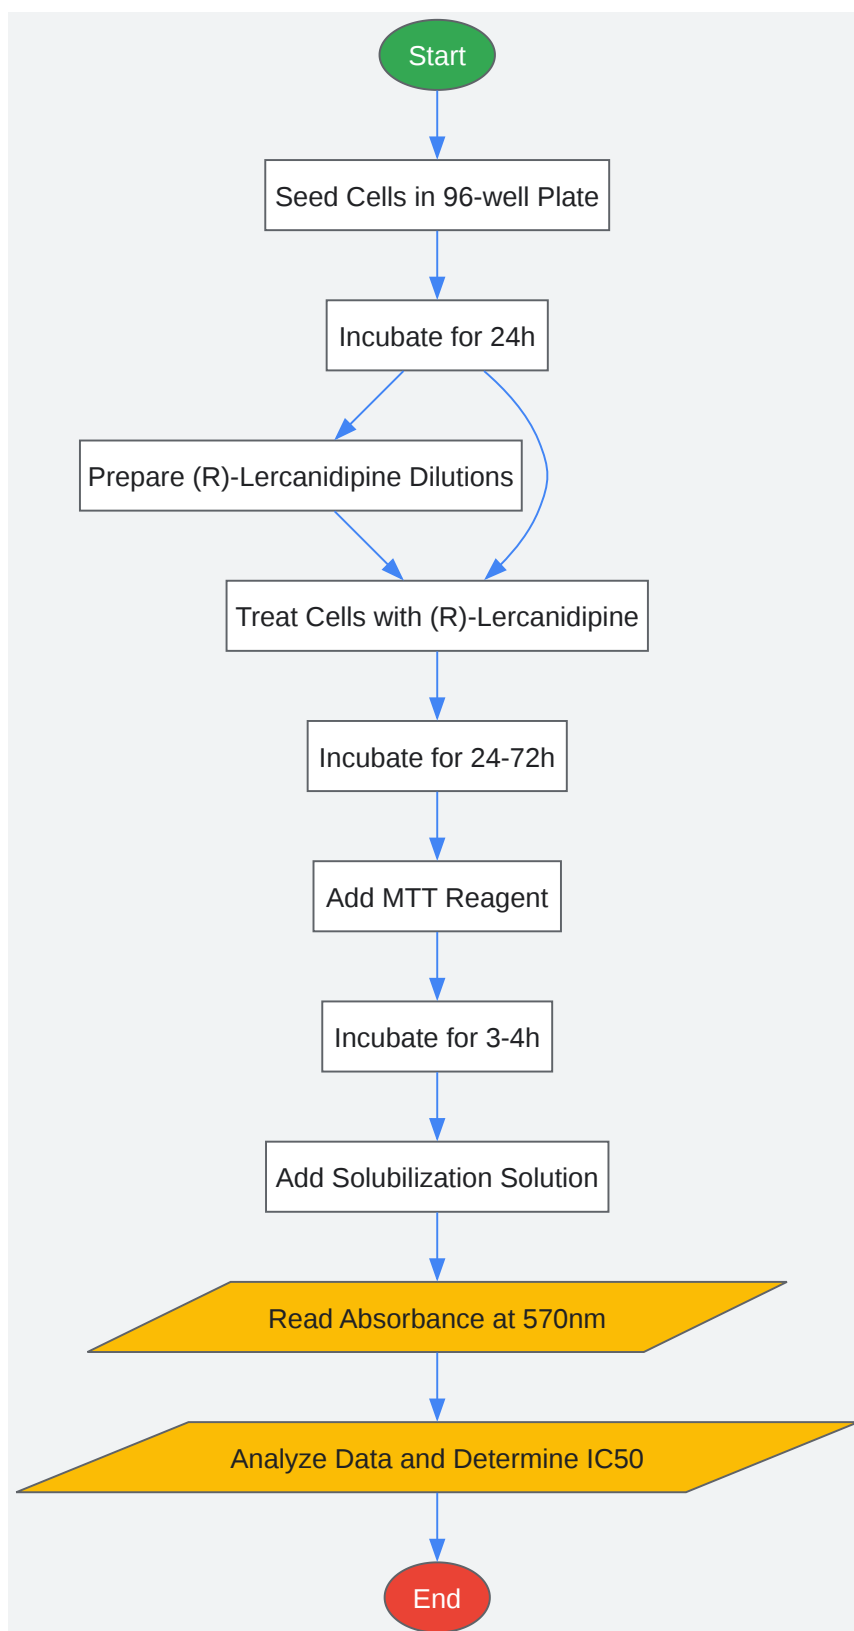 Start
Seed Cells in 96-well Plate
Incubate for 24h
Prepare (R)-Lercanidipine Dilutions
Treat Cells with (R)-Lercanidipine
Incubate for 24-72h
Add MTT Reagent
Incubate for 3-4h
Add Solubilization Solution
Read Absorbance at 570nm
Analyze Data and Determine IC50
End